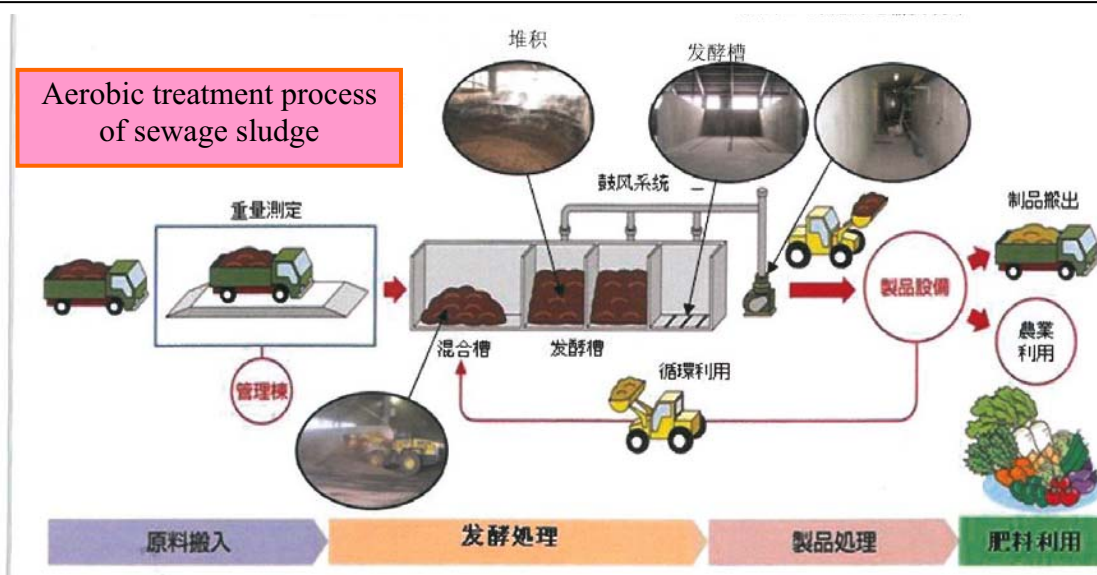 堆积
发酵槽
Aerobic treatment process
of sewage sludge
鼓风系统
重量測定
制品搬出
製品設備
農業
利用
混合槽
发酵槽
循環利用
管理棟
原料搬入
发酵処理
製品処理
肥料利用